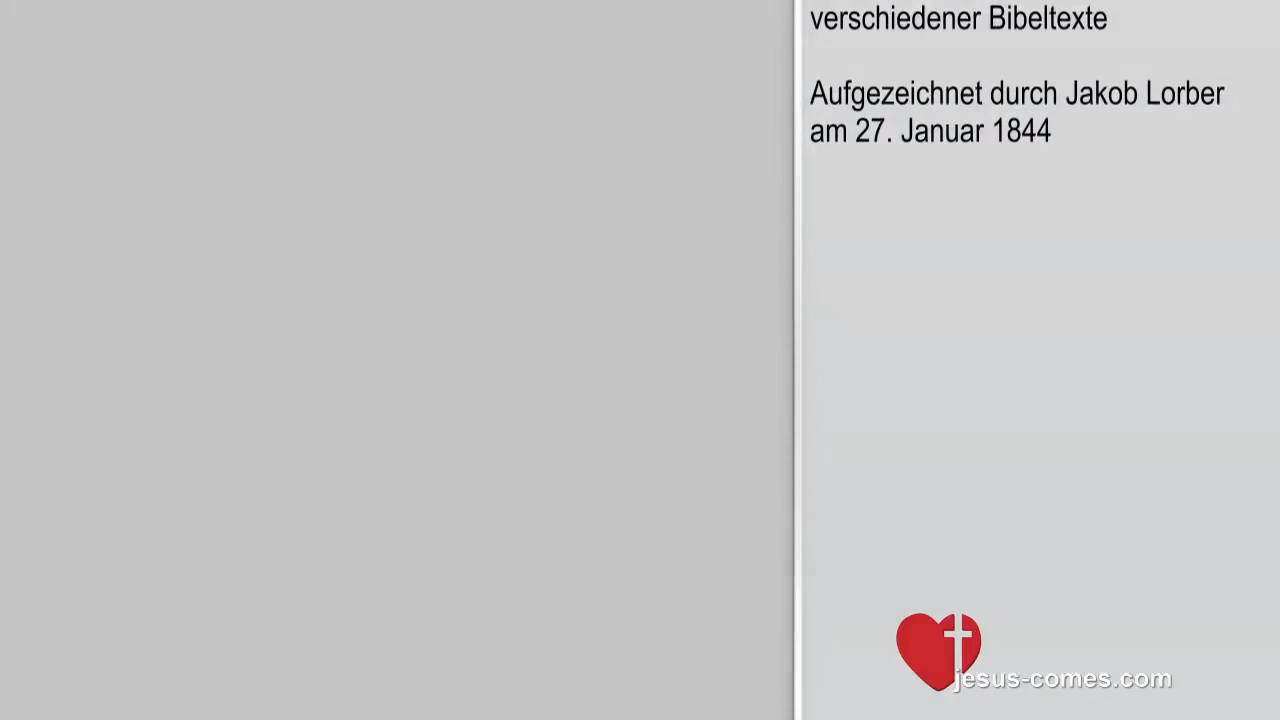 verschiedener Bibeltexte
Aufgezeichnet durch Jakob Lorber
am 27. Januar 1844
jesus-comes.com